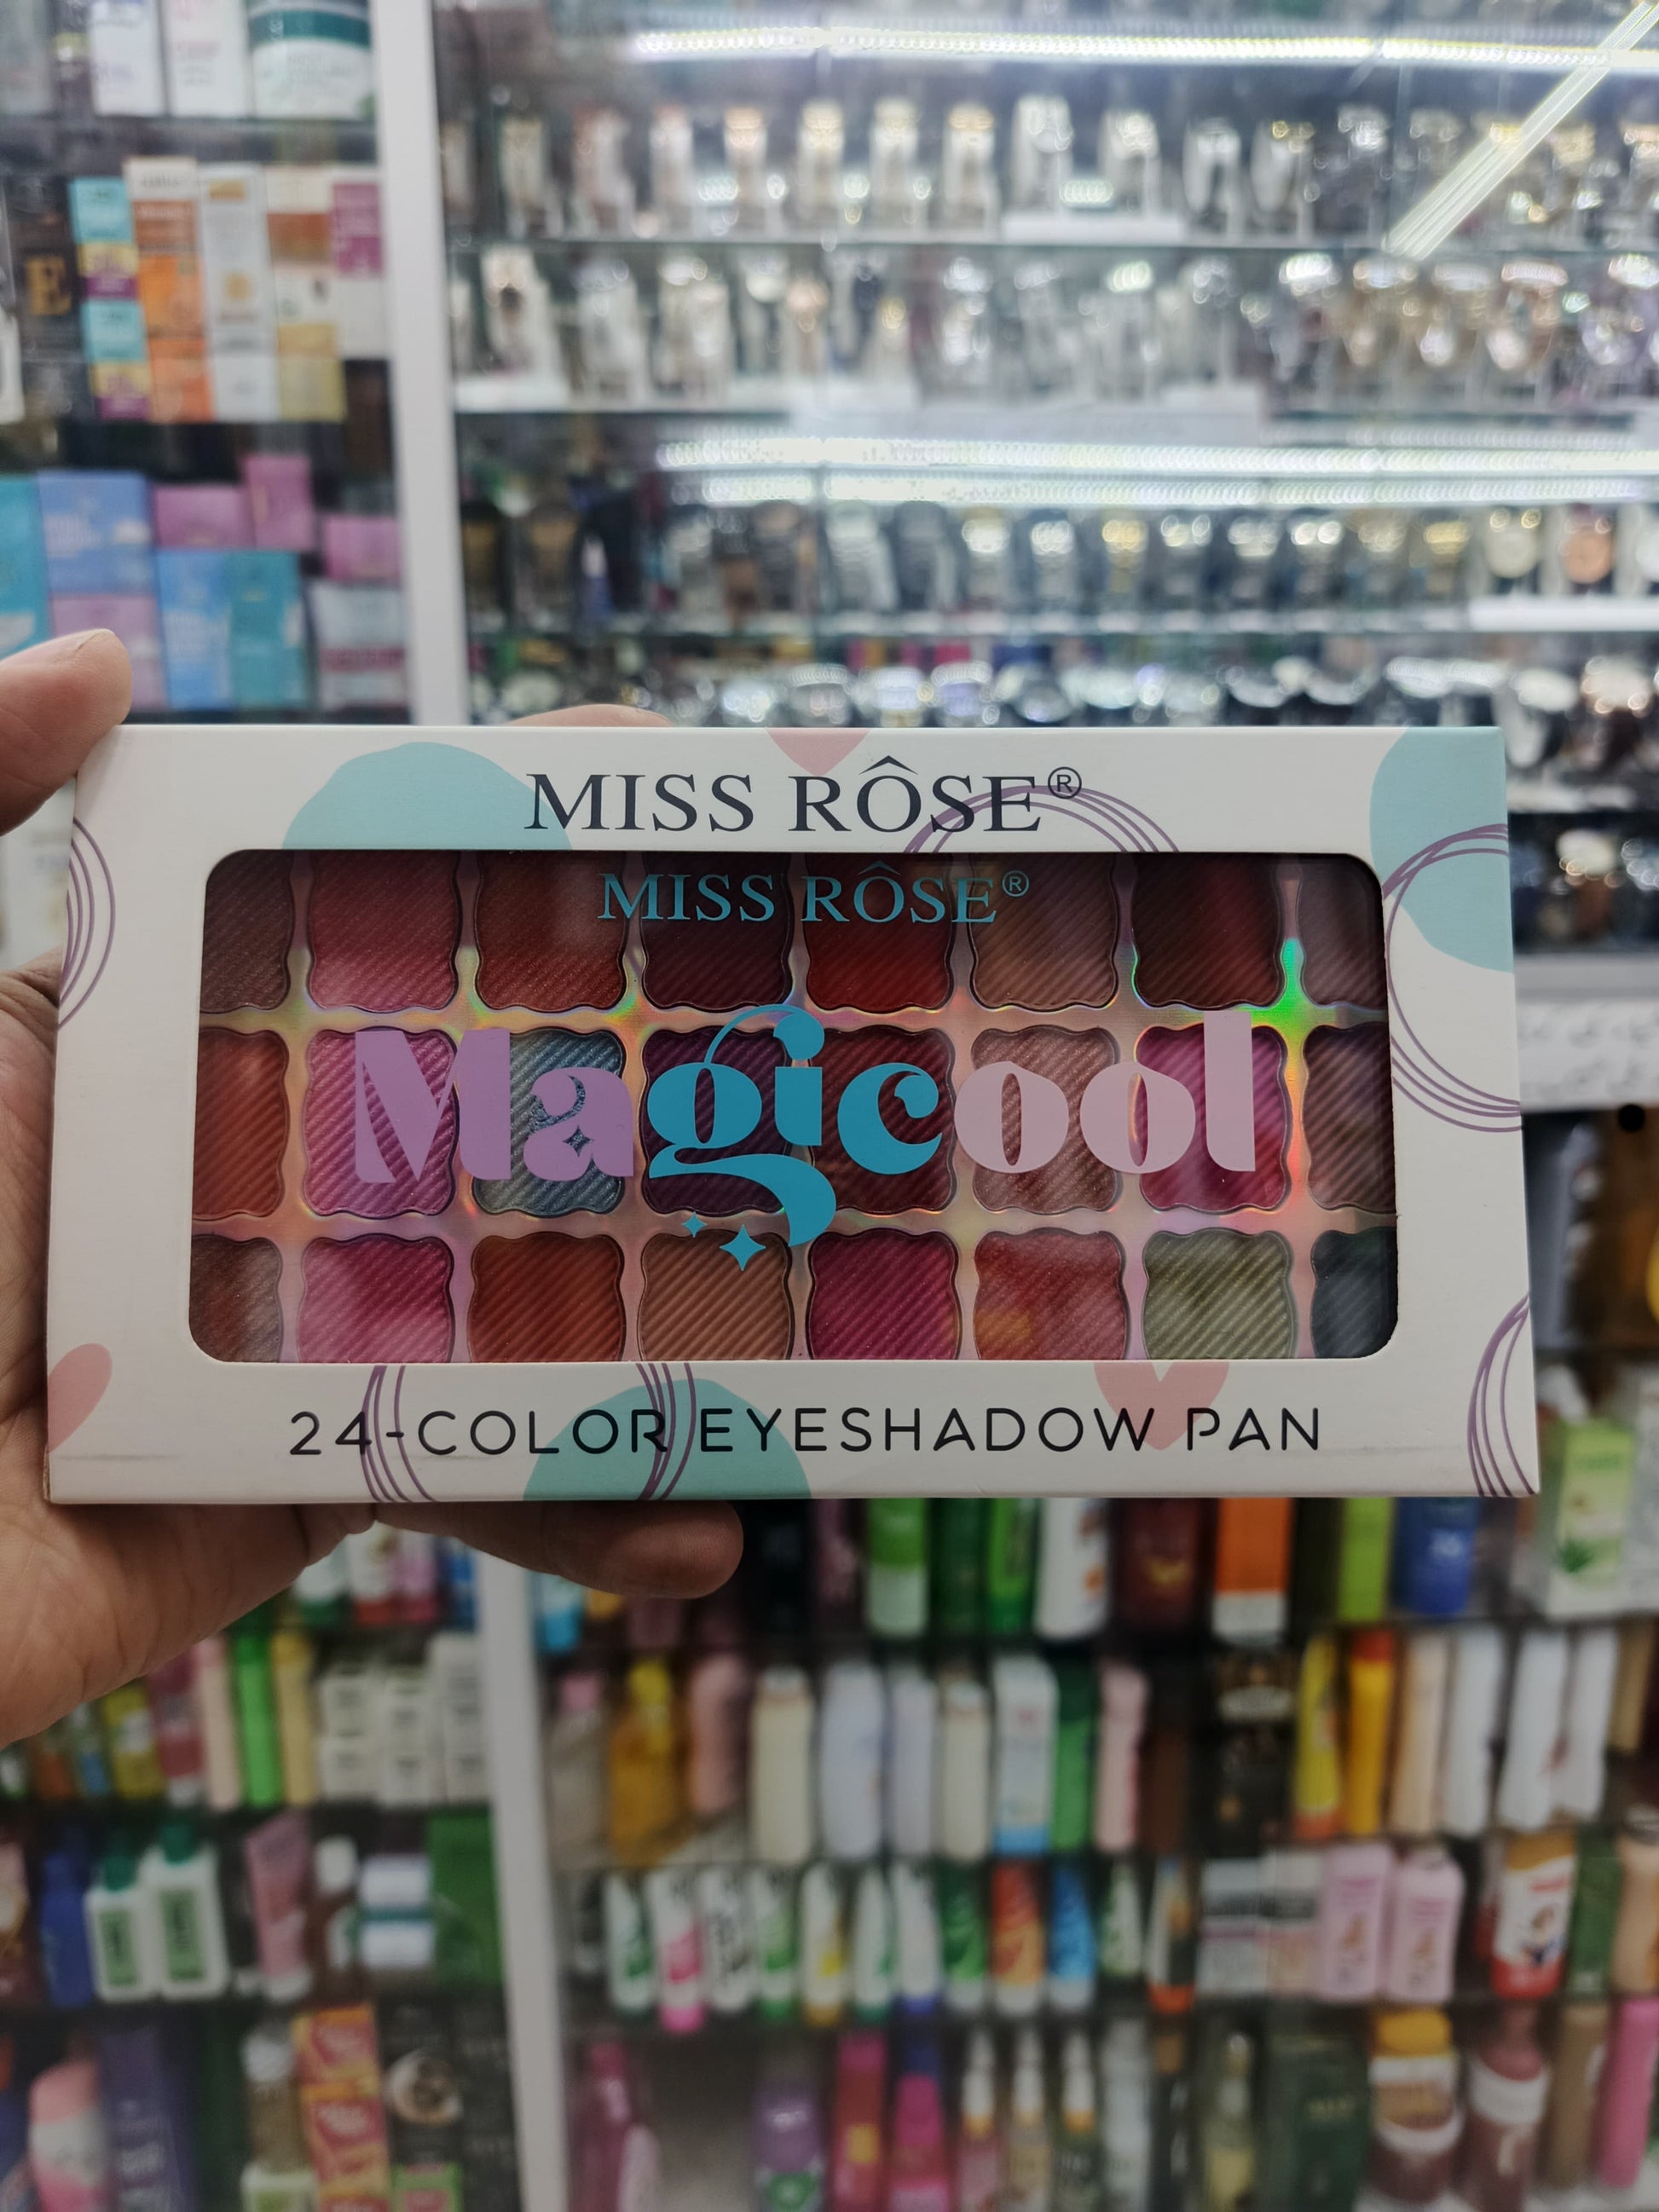 MISS RÔSE®
MISS RÔSE®
Magicool
24-COLOR EYESHADOW PAN